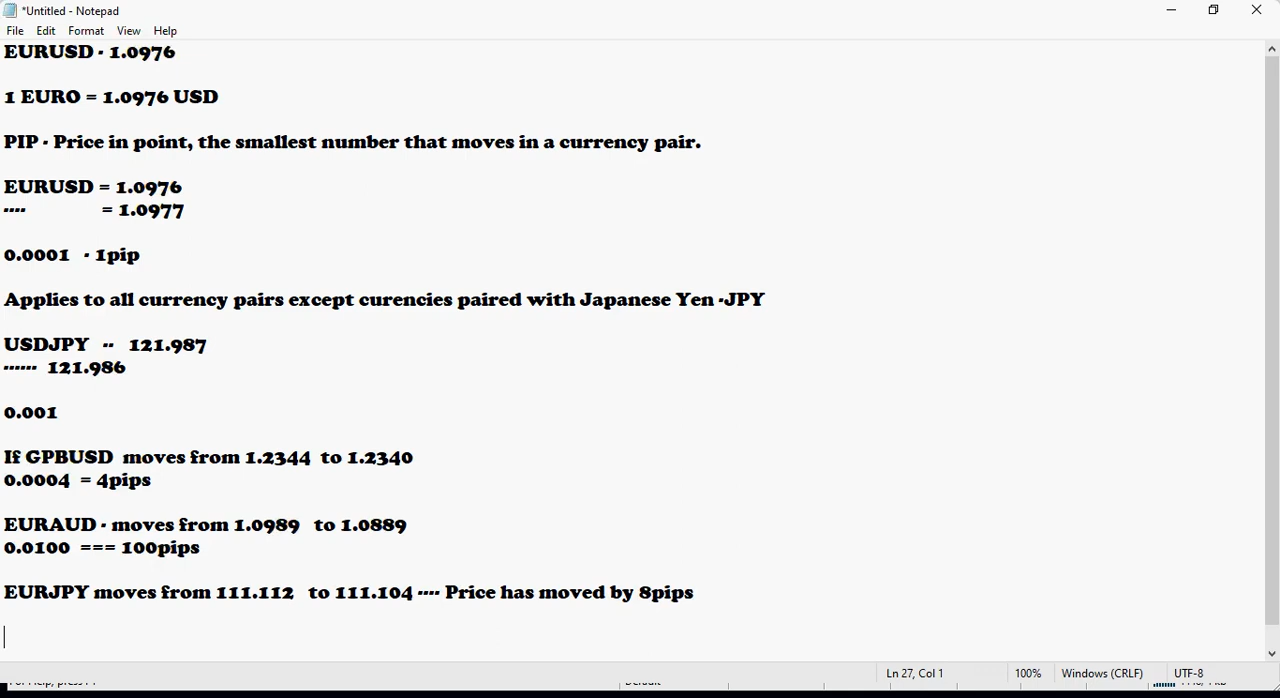 *Untitled - Notepad
File Edit Format View Help
EURUSD - 1.0976
1 EURO = 1.0976 USD
PIP - Price in point, the smallest number that moves in a currency pair.
EURUSD = 1.0976
---- = 1.0977
0.0001 - 1pip
Applies to all currency pairs except curencies paired with Japanese Yen -JPY
USDJPY -- 121.987
------ 121.986
0.001
If GPBUSD moves from 1.2344 to 1.2340
0.0004 = 4pips
EURAUD - moves from 1.0989 to 1.0889
0.0100 === 100pips
EURJPY moves from 111.112 to 111.104 ---- Price has moved by 8pips
Ln 27, Col 1 100% Windows (CRLF) UTF-8